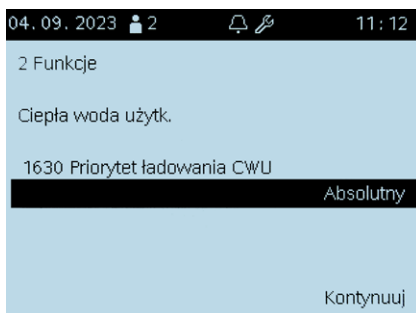 04.09.2023 2 11:12
2 Funkcje
Ciepła woda użytk.
1630 Priorytet ładowania CWU
Absolutny
Kontynuuj